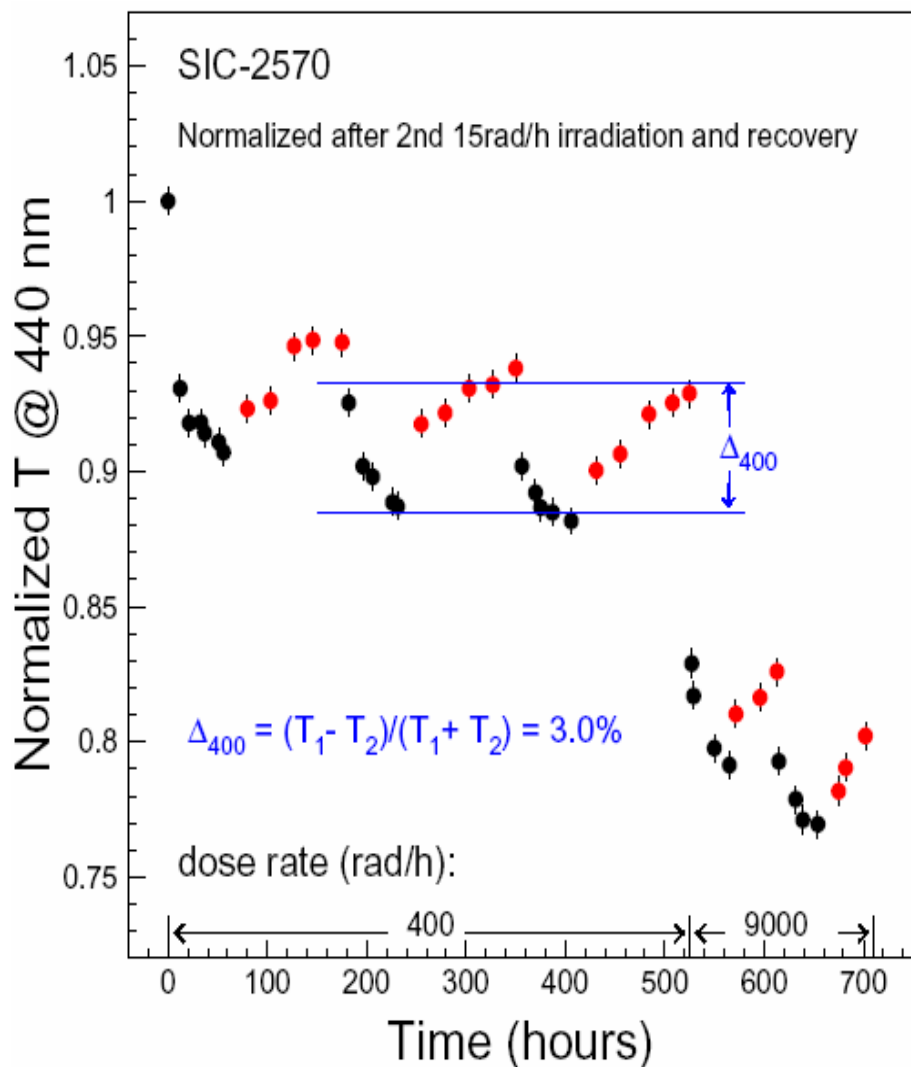 SIC-2570
Normalized after 2nd 15rad/h irradiation and recovery
Normalized T @ 440 nm
1.05
1
0.95
0.9
0.85
0.8
0.75
Δ₄₀₀
Δ₄₀₀ = (T₁- T₂)/(T₁+ T₂) = 3.0%
dose rate (rad/h):
400 9000
0 100 200 300 400 500 600 700
Time (hours)